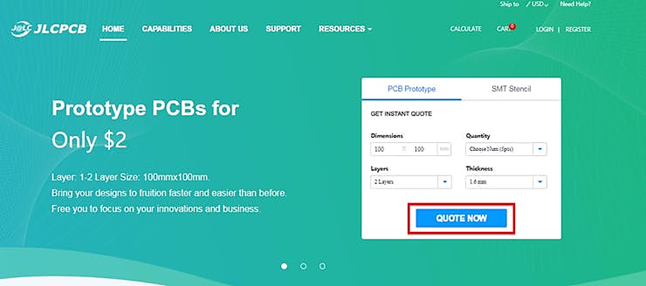 Ship to / USD Need Help?
JLCPCB HOME CAPABILITIES ABOUT US SUPPORT RESOURCES CALCULATE CAR 0 LOGIN | REGISTER
PCB Prototype SMT Stencil
GET INSTANT QUOTE
Prototype PCBs for
Only $2
Dimensions Quantity
100 X 100 mm Choose Num (5pcs)
Layers Thickness
2 Layers 1.6 mm
Layer: 1-2 Layer Size: 100mmx100mm.
Bring your designs to fruition faster and easier than before.
Free you to focus on your innovations and business.
QUOTE NOW